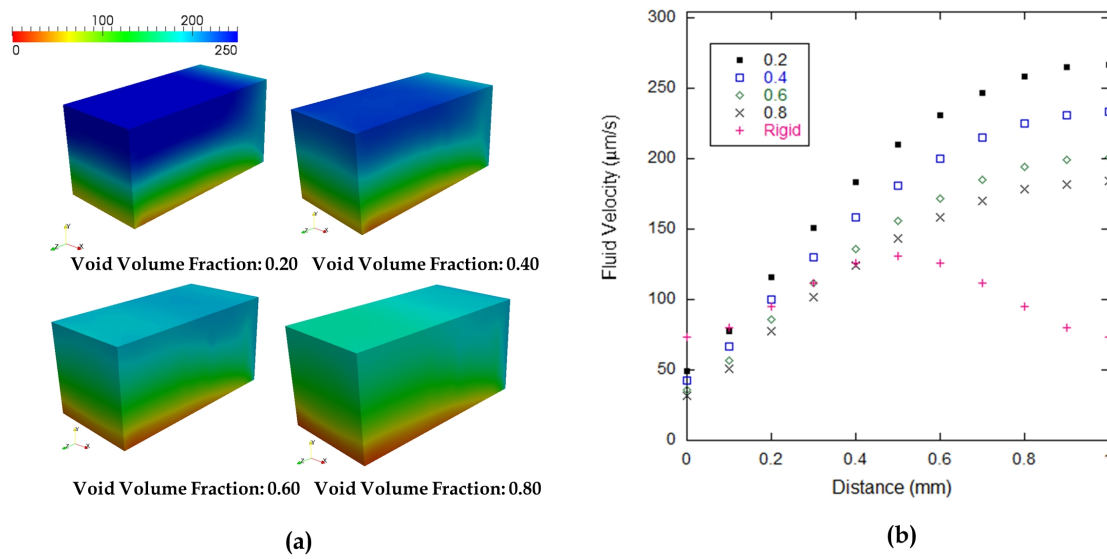 100 200
0 250
Void Volume Fraction: 0.20 Void Volume Fraction: 0.40
Void Volume Fraction: 0.60 Void Volume Fraction: 0.80
(a)
300
250
200
150
100
50
0
Fluid Velocity (μm/s)
0.2
0.4
0.6
0.8
Rigid
0 0.2 0.4 0.6 0.8 1
Distance (mm)
(b)